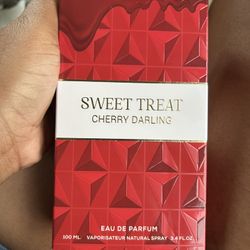 SWEET TREAT
CHERRY DARLING
EAU DE PARFUM
100 ML. VAPORISATEUR NATURAL SPRAY 3.4 FL.OZ